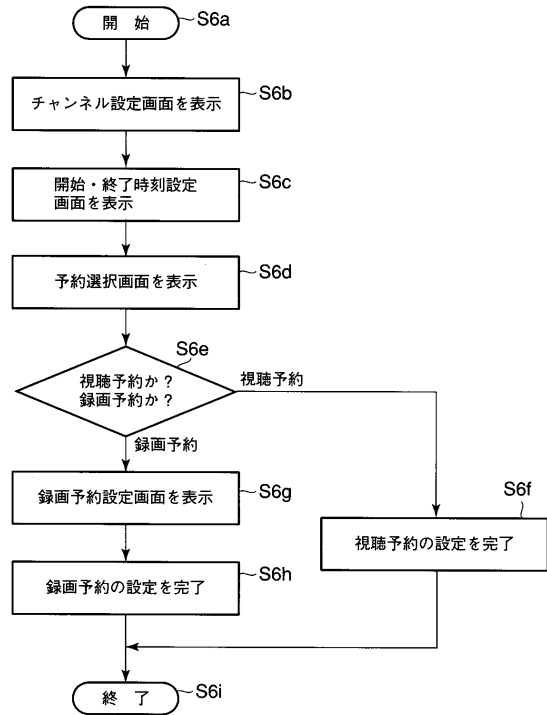 開 始
S6a
チャンネル設定画面を表示
S6b
開始・終了時刻設定
画面を表示
S6c
予約選択画面を表示
S6d
S6e
視聴予約か?
録画予約か?
視聴予約
録画予約
録画予約設定画面を表示
S6g
S6f
視聴予約の設定を完了
録画予約の設定を完了
S6h
終 了
S6i